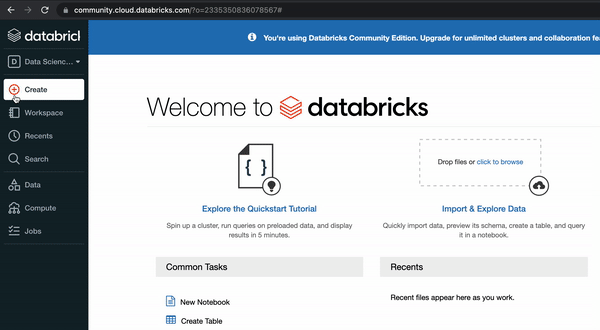 community.cloud.databricks.com/?o=2335350836078567#
databricl
You're using Databricks Community Edition. Upgrade for unlimited clusters and collaboration fea
D Data Scienc...
Create
Workspace
Recents
Search
Data
Compute
Jobs
Welcome to databricks
Drop files or click to browse
Explore the Quickstart Tutorial
Spin up a cluster, run queries on preloaded data, and display
results in 5 minutes.
Import & Explore Data
Quickly import data, preview its schema, create a table, and query
it in a notebook.
Common Tasks
New Notebook
Create Table
Recents
Recent files appear here as you work.